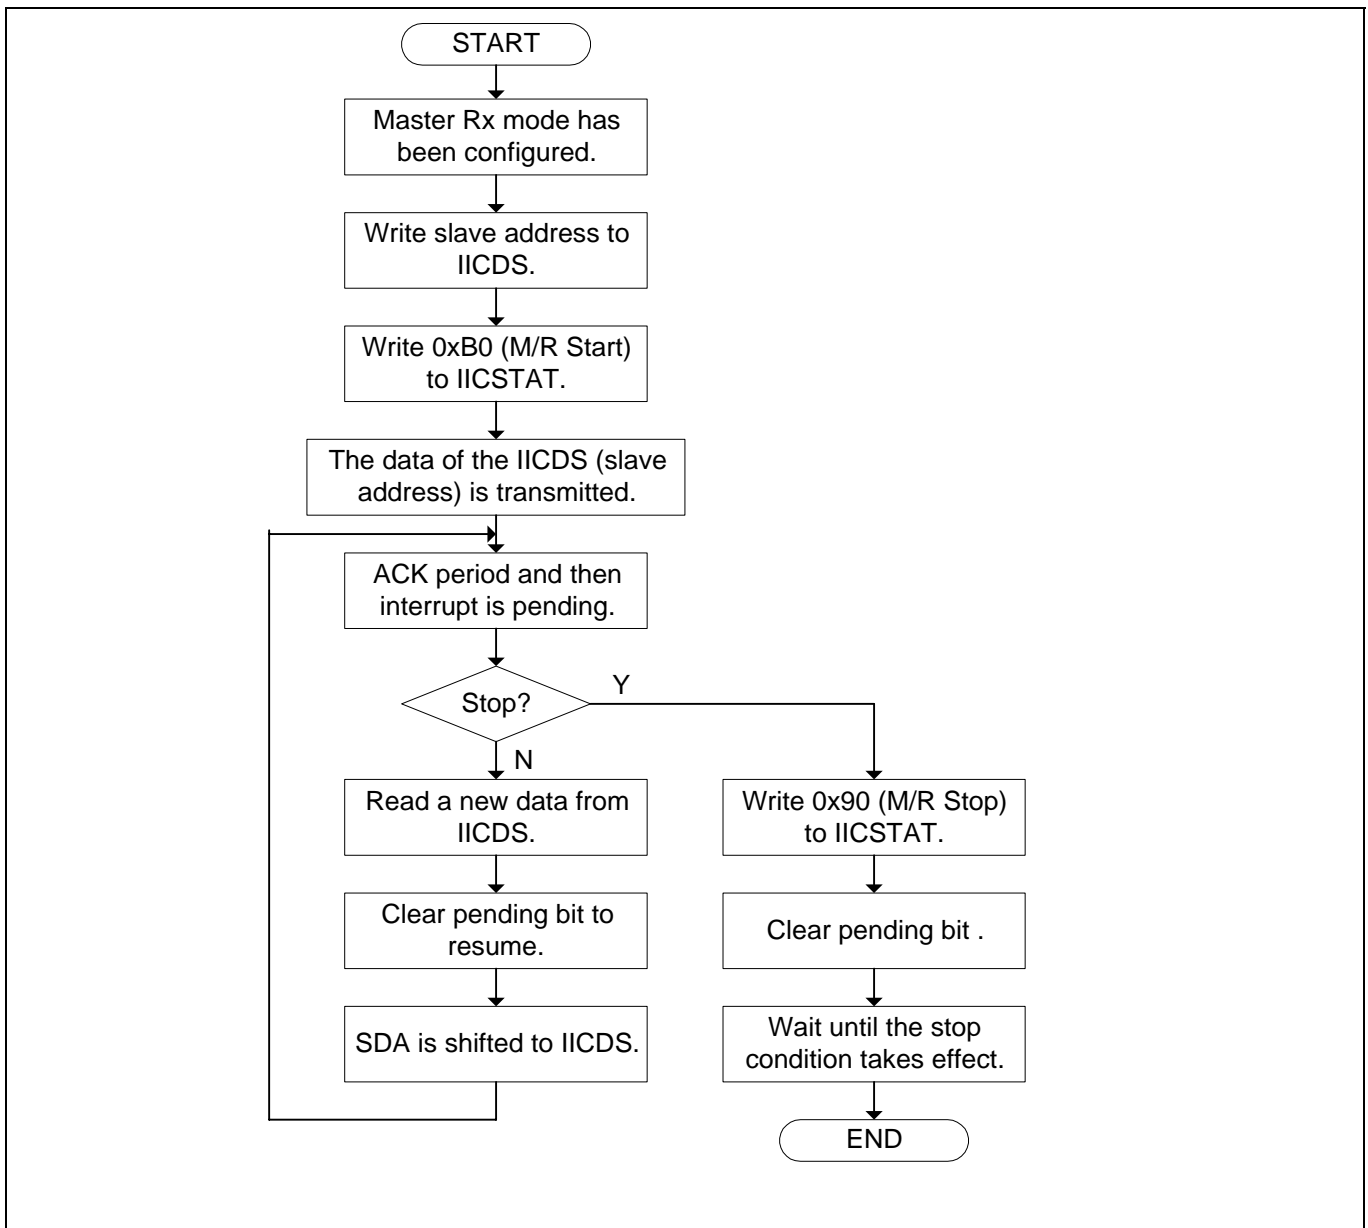 START
Master Rx mode has
been configured.
Write slave address to
IICDS.
Write 0xB0 (M/R Start)
to IICSTAT.
The data of the IICDS (slave
address) is transmitted.
ACK period and then
interrupt is pending.
Stop?
Y
N
Read a new data from
IICDS.
Clear pending bit to
resume.
SDA is shifted to IICDS.
Write 0x90 (M/R Stop)
to IICSTAT.
Clear pending bit .
Wait until the stop
condition takes effect.
END